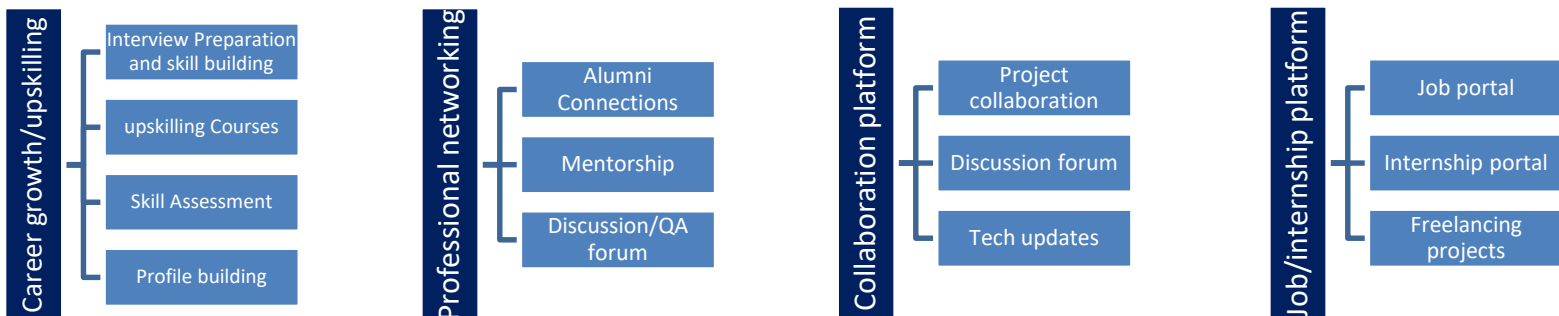 Career growth/upskilling
Interview Preparation
and skill building
upskilling Courses
Skill Assessment
Profile building
Professional networking
Alumni
Connections
Mentorship
Discussion/QA
forum
Collaboration platform
Project
collaboration
Discussion forum
Tech updates
Job/internship platform
Job portal
Internship portal
Freelancing
projects